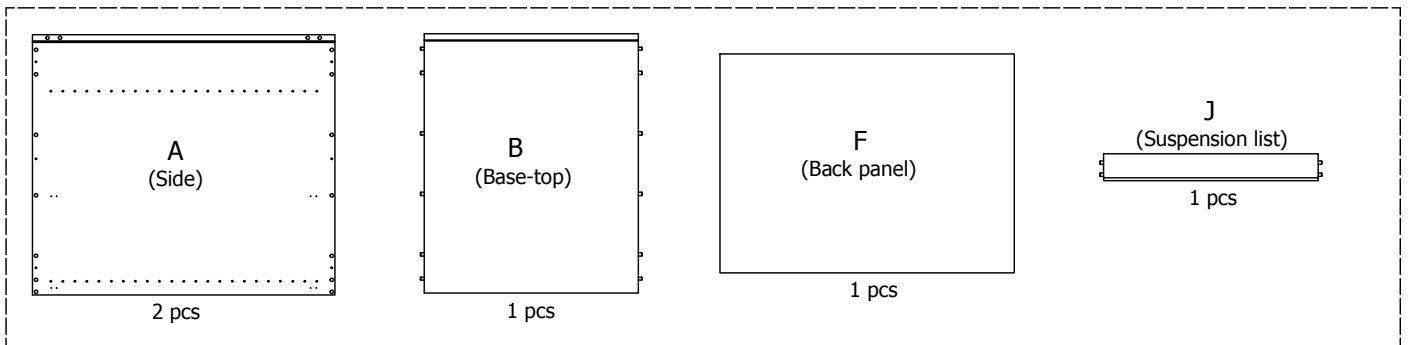 A
(Side)
2 pcs
B
(Base-top)
1 pcs
F
(Back panel)
1 pcs
J
(Suspension list)
1 pcs